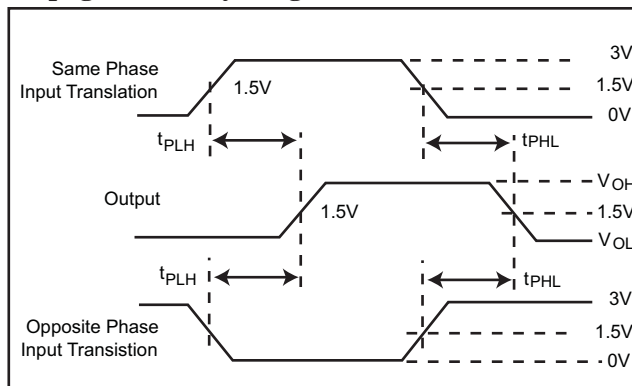 Same Phase
Input Translation
1.5V
3V
1.5V
0V
tPLH
tPHL
Output
1.5V
VOH
1.5V
VOL
tPLH
tPHL
Opposite Phase
Input Transistion
3V
1.5V
0V